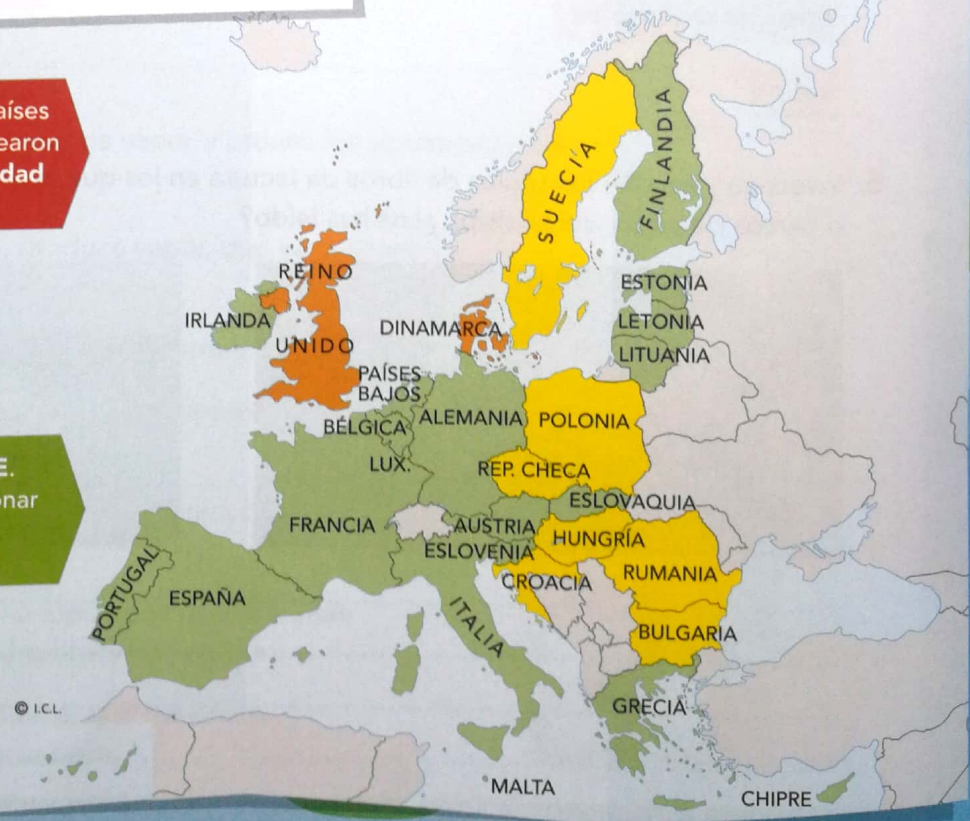 aíses
earon
dad
E.
onar
SUECIA
FINLANDIA
REINO
UNIDO
IRLANDA
DINAMARCA
ESTONIA
LETONIA
LITUANIA
PAÍSES
BAJOS
BÉLGICA
ALEMANIA
POLONIA
LUX.
REP. CHECA
ESLOVAQUIA
FRANCIA
AUSTRIA
HUNGRÍA
ESLOVENIA
CROACIA
RUMANIA
PORTUGAL
ESPAÑA
ITALIA
BULGARIA
GRECIA
© I.C.L.
MALTA
CHIPRE